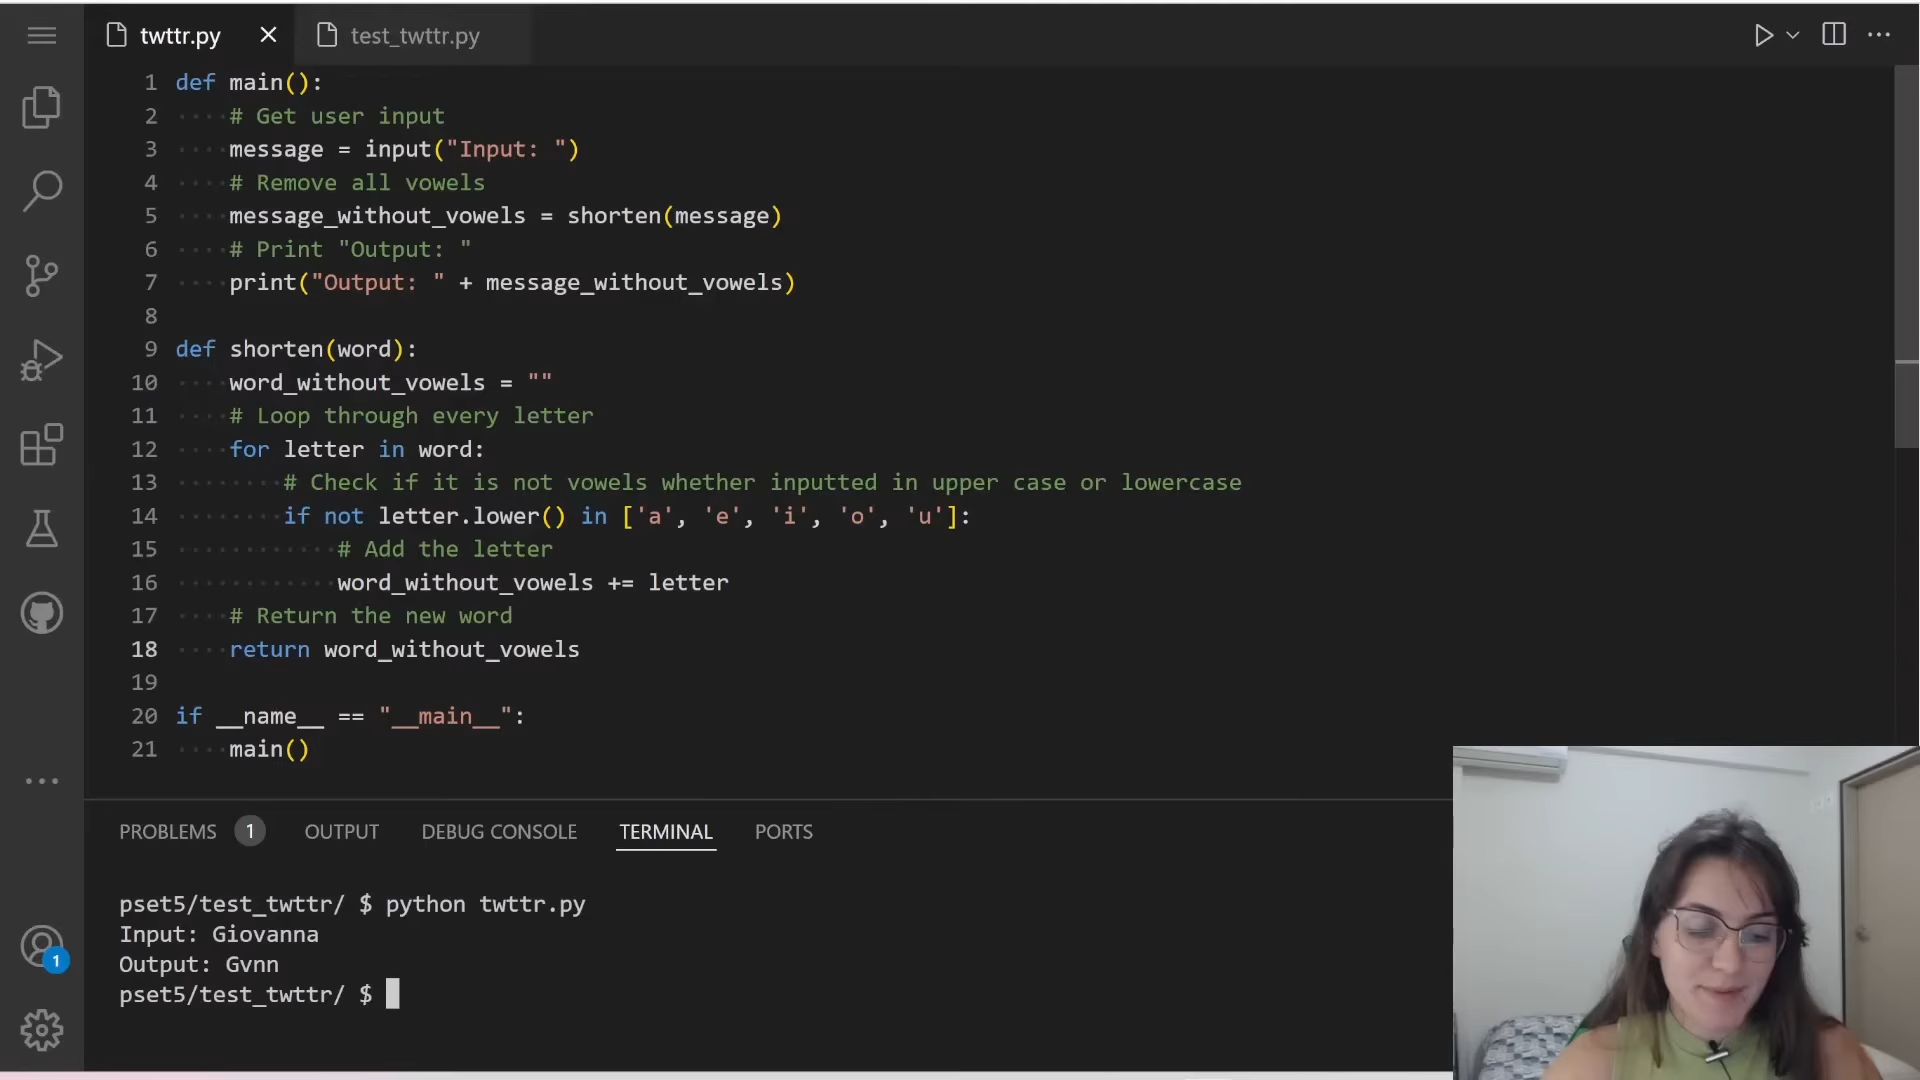 twttr.py
test_twttr.py
1 def main():
2 # Get user input
3 message = input("Input: ")
4 # Remove all vowels
5 message_without_vowels = shorten(message)
6 # Print "Output: "
7 print("Output: " + message_without_vowels)
8
9 def shorten(word):
10 word_without_vowels = ""
11 # Loop through every letter
12 for letter in word:
13 # Check if it is not vowels whether inputted in upper case or lowercase
14 if not letter.lower() in ['a', 'e', 'i', 'o', 'u']:
15 # Add the letter
16 word_without_vowels += letter
17 # Return the new word
18 return word_without_vowels
19
20 if __name__ == "__main__":
21 main()
PROBLEMS 1 OUTPUT DEBUG CONSOLE TERMINAL PORTS
pset5/test_twttr/ $ python twttr.py
Input: Giovanna
Output: Gvnn
pset5/test_twttr/ $
1